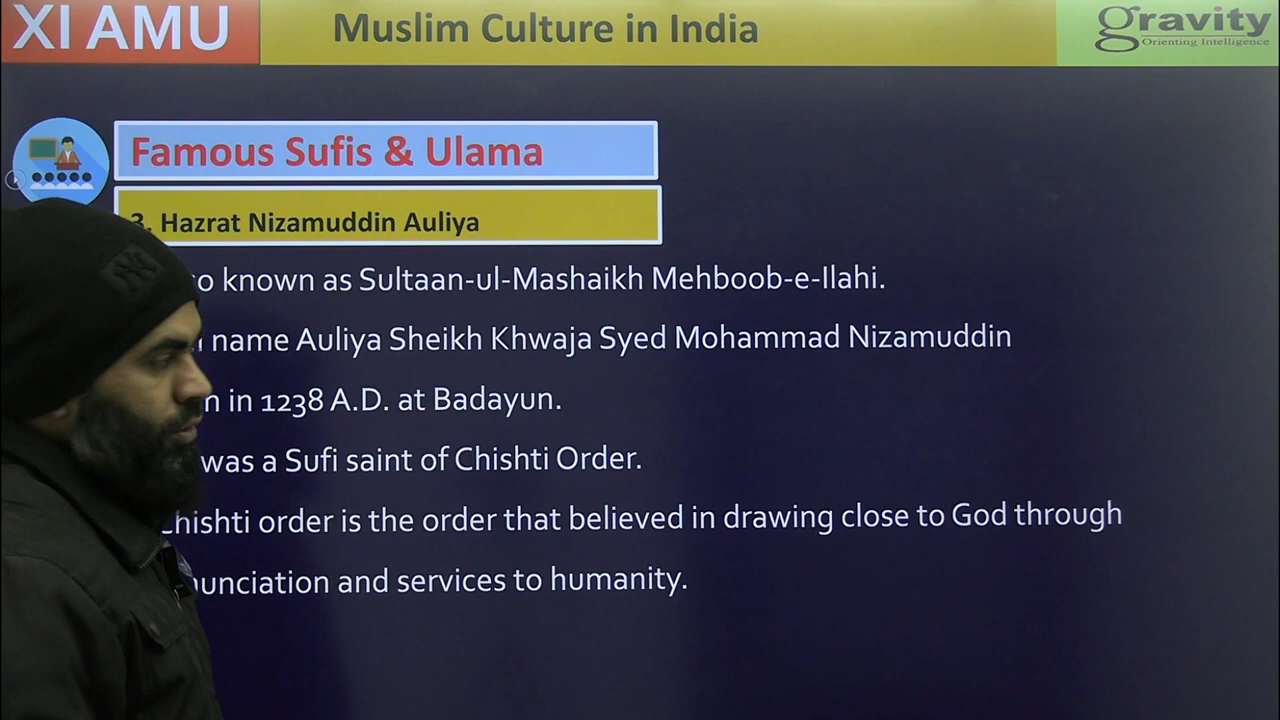 XI AMU
Muslim Culture in India
gravity
Orienting Intelligence
Famous Sufis & Ulama
3. Hazrat Nizamuddin Auliya
known as Sultaan-ul-Mashaikh Mehboob-e-Ilahi.
name Auliya Sheikh Khwaja Syed Mohammad Nizamuddin
in 1238 A.D. at Badayun.
was a Sufi saint of Chishti Order.
Chishti order is the order that believed in drawing close to God through
and services to humanity.